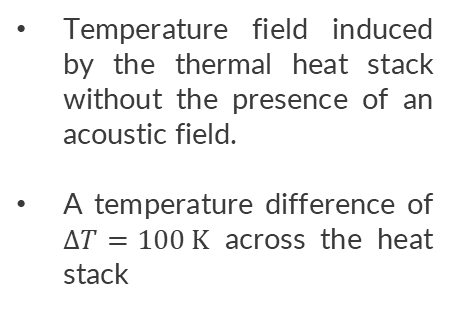 • Temperature field induced
by the thermal heat stack
without the presence of an
acoustic field.
• A temperature difference of
ΔT = 100 K across the heat
stack